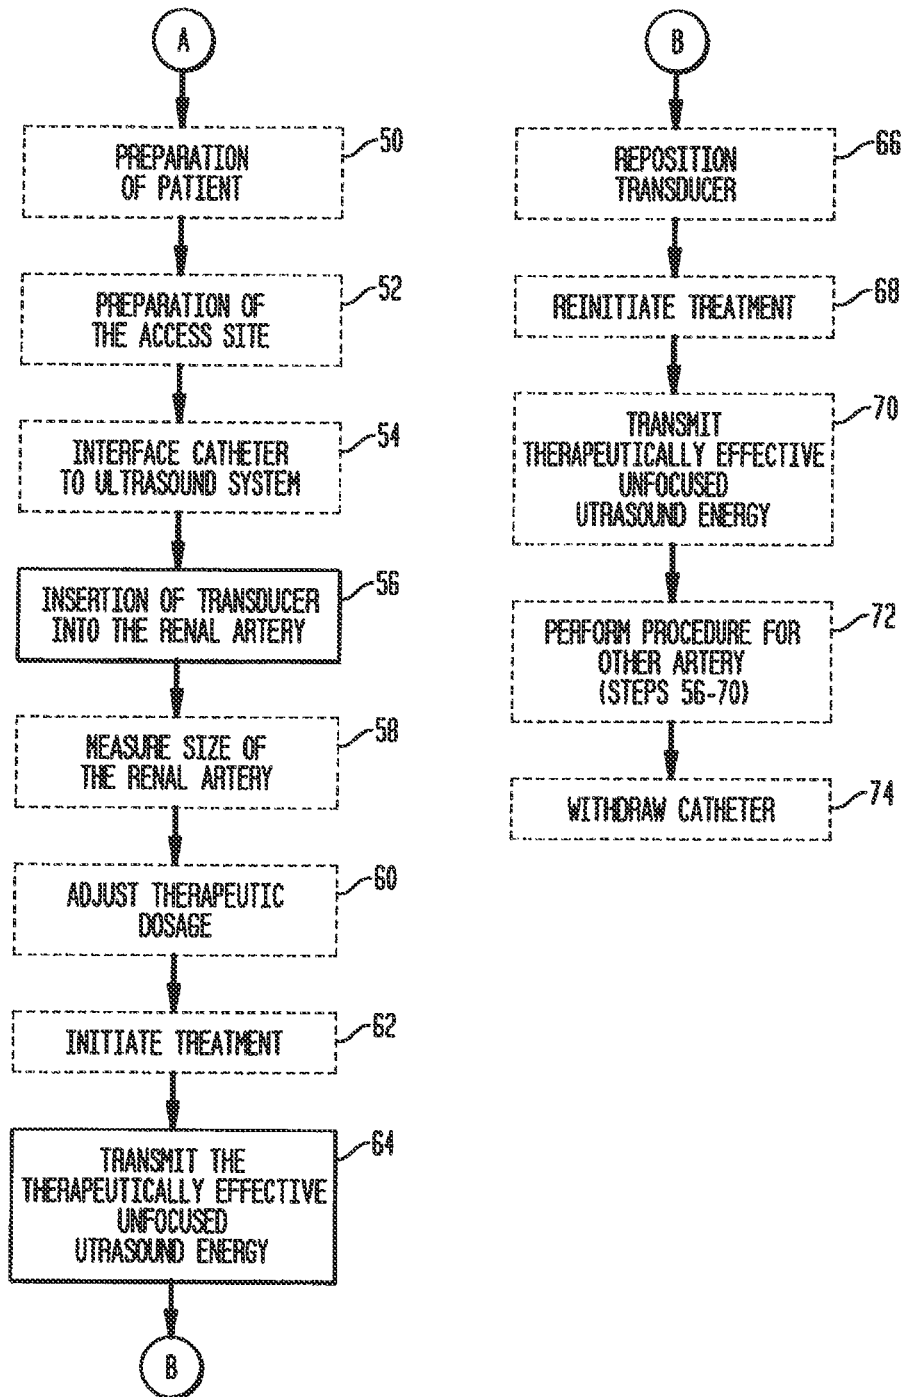 A
PREPARATION
OF PATIENT
50
PREPARATION OF
THE ACCESS SITE
52
INTERFACE CATHETER
TO ULTRASOUND SYSTEM
54
INSERTION OF TRANSDUCER
INTO THE RENAL ARTERY
56
MEASURE SIZE OF
THE RENAL ARTERY
58
ADJUST THERAPEUTIC
DOSAGE
60
INITIATE TREATMENT
62
TRANSMIT THE
THERAPEUTICALLY EFFECTIVE
UNFOCUSED
UTRASOUND ENERGY
64
B
B
REPOSITION
TRANSDUCER
66
REINITIATE TREATMENT
68
TRANSMIT
THERAPEUTICALLY EFFECTIVE
UNFOCUSED
UTRASOUND ENERGY
70
PERFORM PROCEDURE FOR
OTHER ARTERY
(STEPS 56-70)
72
WITHDRAW CATHETER
74